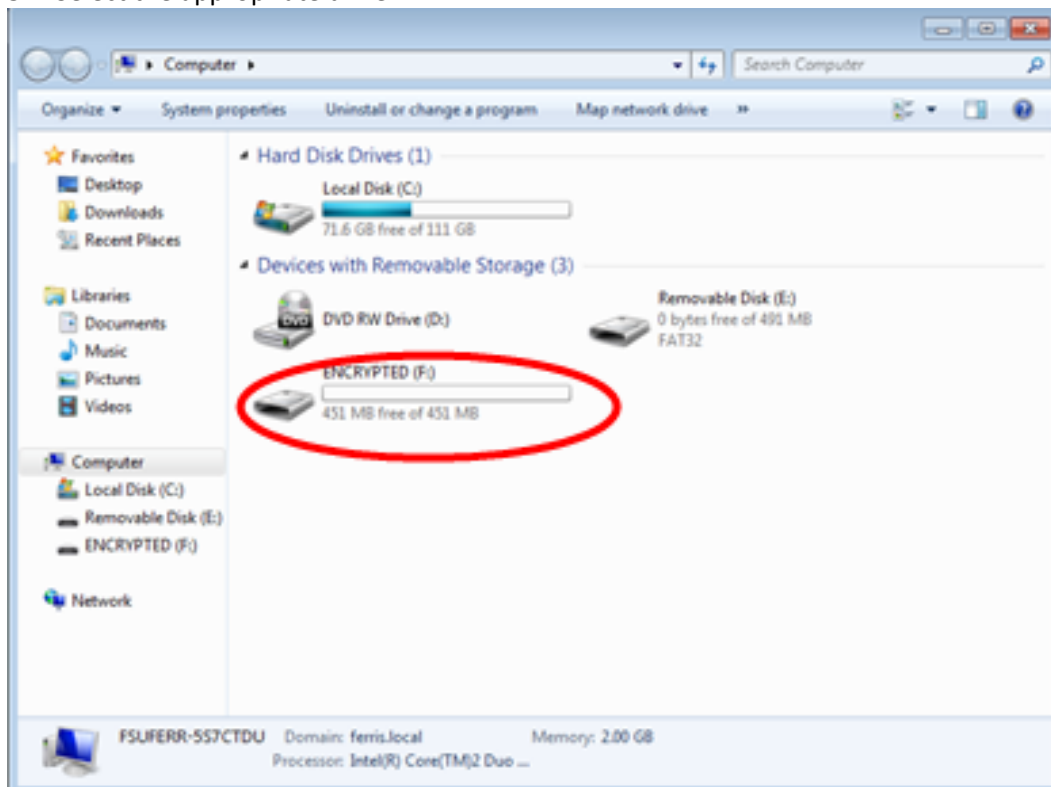 Computer
Search Computer
Organize System properties Uninstall or change a program Map network drive »
Favorites
Desktop
Downloads
Recent Places
Libraries
Documents
Music
Pictures
Videos
Computer
Local Disk (C:)
Removable Disk (E:)
ENCRYPTED (F:)
Network
Hard Disk Drives (1)
Local Disk (C:)
71.6 GB free of 111 GB
Devices with Removable Storage (3)
DVD RW Drive (D:)
Removable Disk (E:)
0 bytes free of 491 MB
FAT32
ENCRYPTED (F:)
451 MB free of 451 MB
FSUFERR-5S7CTDU Domain: ferris.local Memory: 2.00 GB
Processor: Intel(R) Core(TM)2 Duo ...